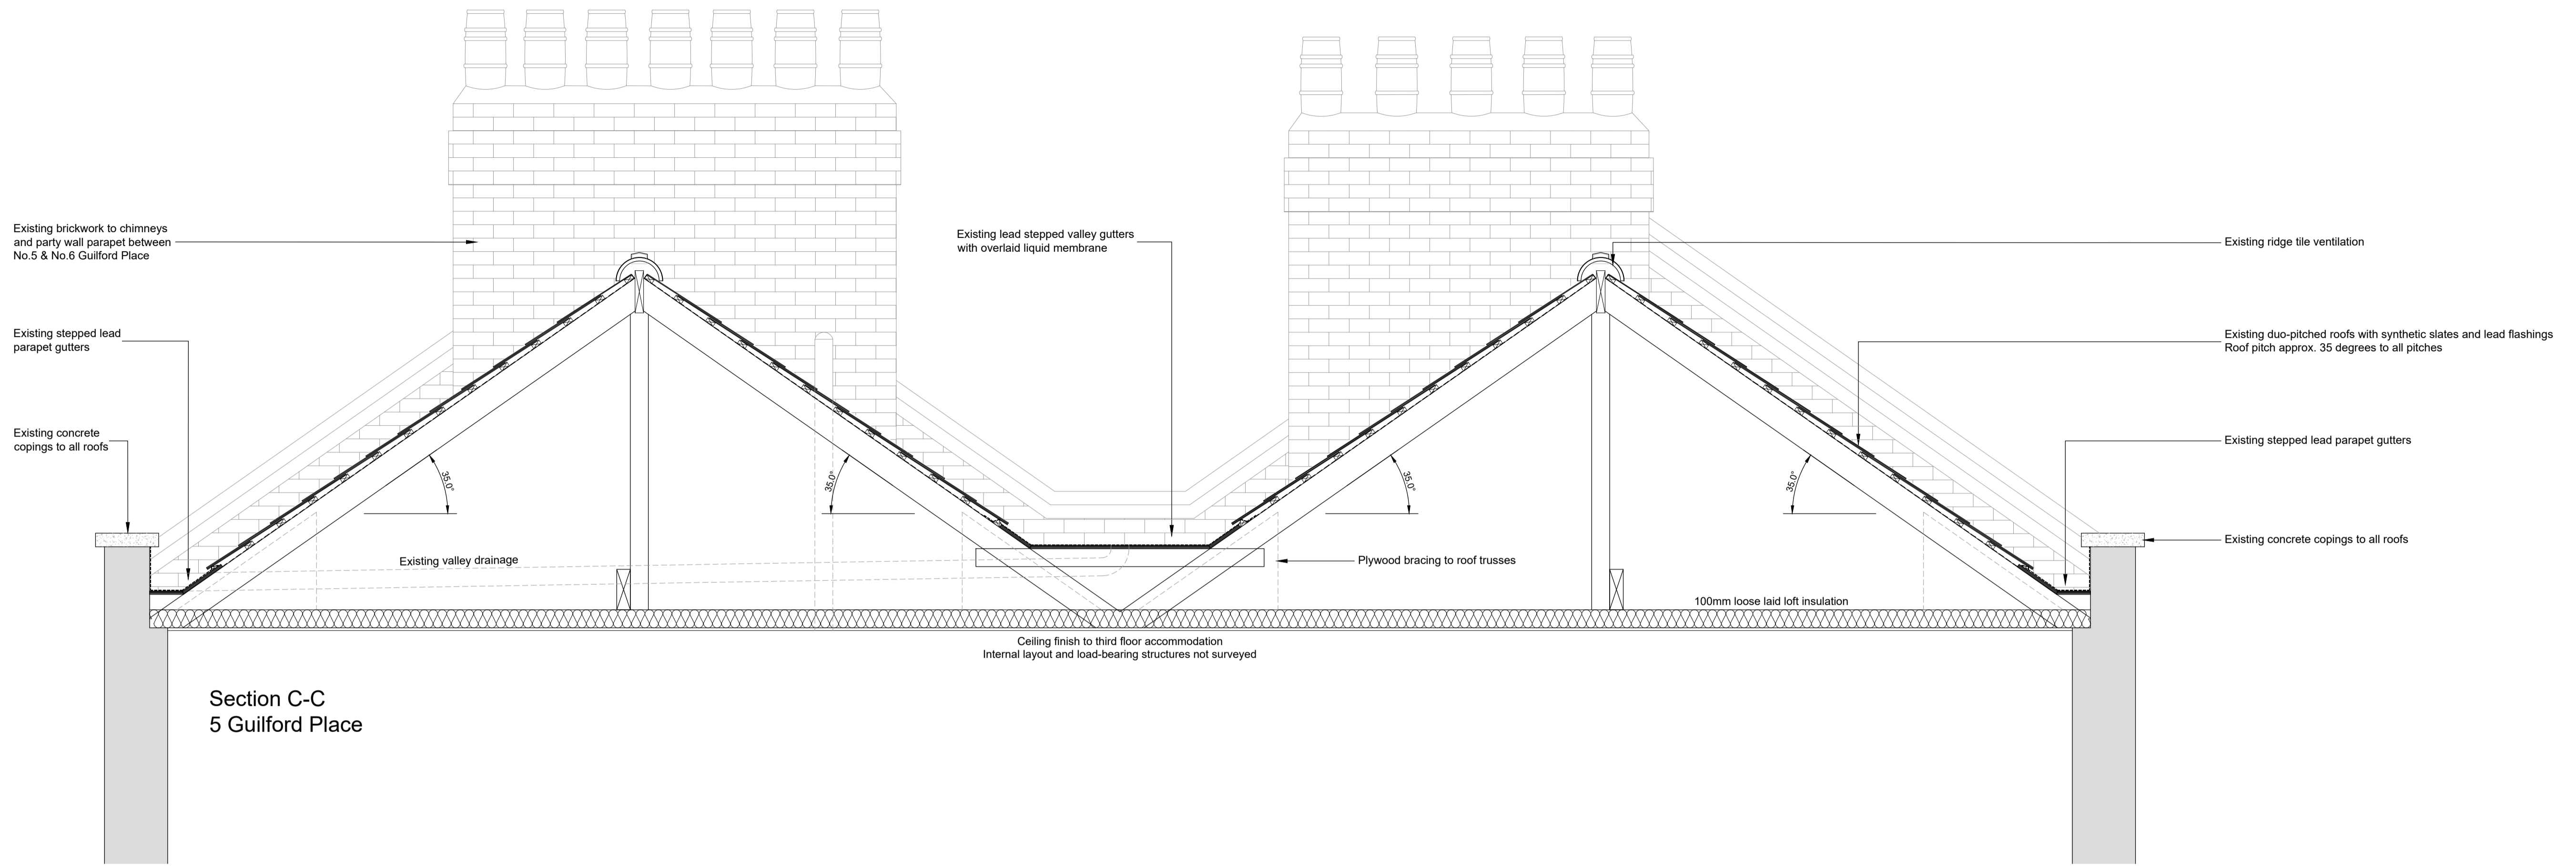 Existing brickwork to chimneys
and party wall parapet between
No.5 & No.6 Guilford Place
Existing stepped lead
parapet gutters
Existing concrete
copings to all roofs
Existing lead stepped valley gutters
with overlaid liquid membrane
Existing ridge tile ventilation
Existing duo-pitched roofs with synthetic slates and lead flashings
Roof pitch approx. 35 degrees to all pitches
Existing stepped lead parapet gutters
Existing concrete copings to all roofs
35.0°
35.0°
35.0°
35.0°
Existing valley drainage
Plywood bracing to roof trusses
100mm loose laid loft insulation
Ceiling finish to third floor accommodation
Internal layout and load-bearing structures not surveyed
Section C-C
5 Guilford Place